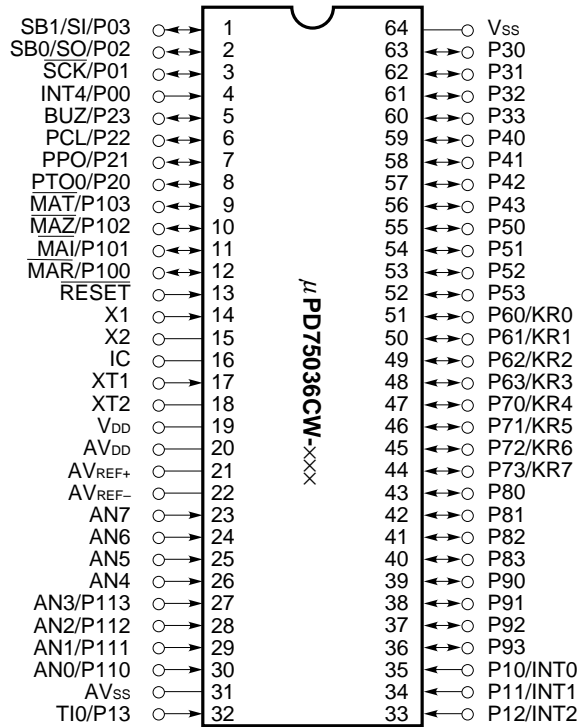 SB1/SI/P03 1 64 VSS
SB0/SO/P02 2 63 P30
SCK/P01 3 62 P31
INT4/P00 4 61 P32
BUZ/P23 5 60 P33
PCL/P22 6 59 P40
PPO/P21 7 58 P41
PTO0/P20 8 57 P42
MAT/P103 9 56 P43
MAZ/P102 10 55 P50
MAI/P101 11 54 P51
MAR/P100 12 53 P52
RESET 13 52 P53
X1 14 51 P60/KR0
X2 15 50 P61/KR1
IC 16 49 P62/KR2
XT1 17 48 P63/KR3
XT2 18 47 P70/KR4
VDD 19 46 P71/KR5
AVDD 20 45 P72/KR6
AVREF+ 21 44 P73/KR7
AVREF– 22 43 P80
AN7 23 42 P81
AN6 24 41 P82
AN5 25 40 P83
AN4 26 39 P90
AN3/P113 27 38 P91
AN2/P112 28 37 P92
AN1/P111 29 36 P93
AN0/P110 30 35 P10/INT0
AVSS 31 34 P11/INT1
TI0/P13 32 33 P12/INT2
μPD75036CW-×××